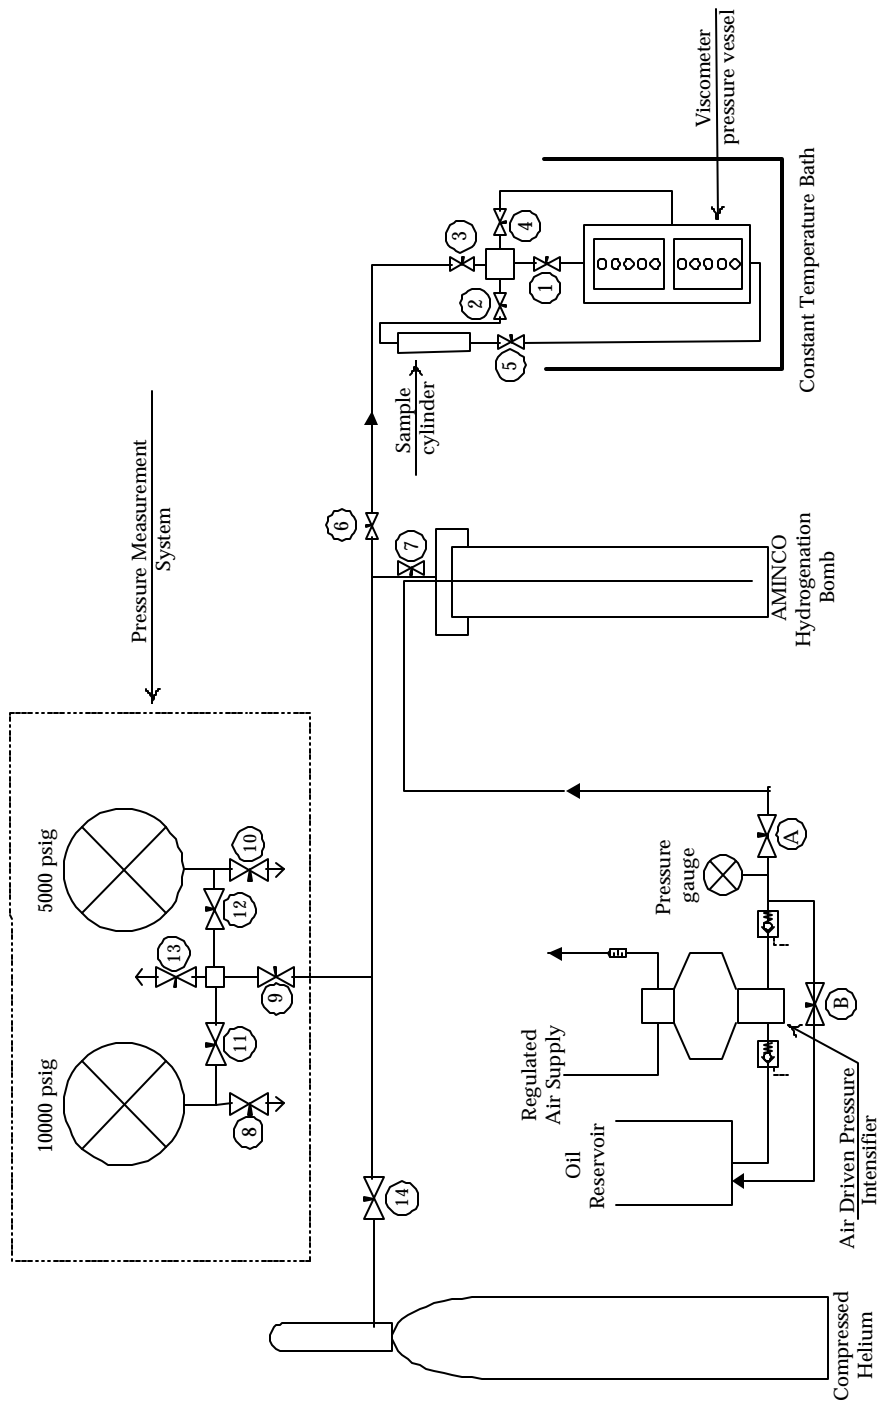 Pressure Measurement
System
10000 psig
5000 psig
8
11
9
13
12
10
14
6
7
3
4
2
1
5
Sample
cylinder
Viscometer
pressure vessel
Constant Temperature Bath
AMINCO
Hydrogenation
Bomb
Pressure
gauge
A
B
Regulated
Air Supply
Oil
Reservoir
Air Driven Pressure
Intensifier
Compressed
Helium